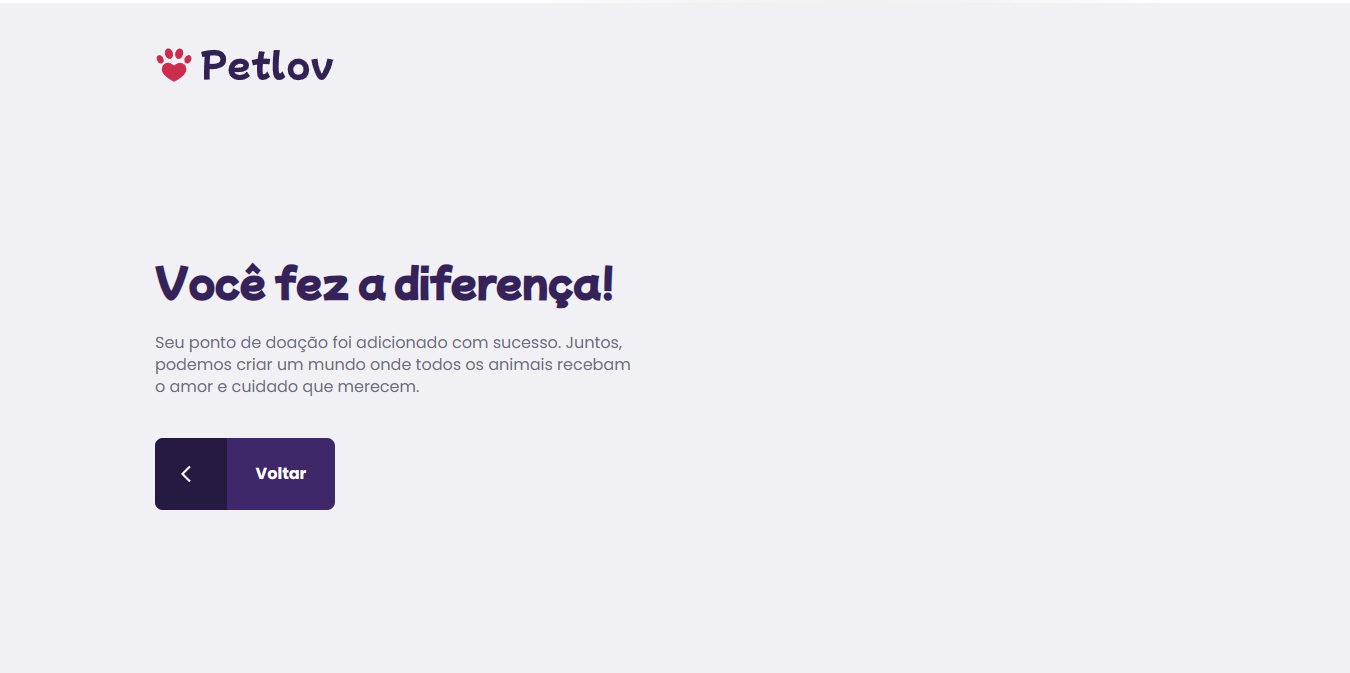 Petlov
Você fez a diferença!
Seu ponto de doação foi adicionado com sucesso. Juntos,
podemos criar um mundo onde todos os animais recebam
o amor e cuidado que merecem.
Voltar